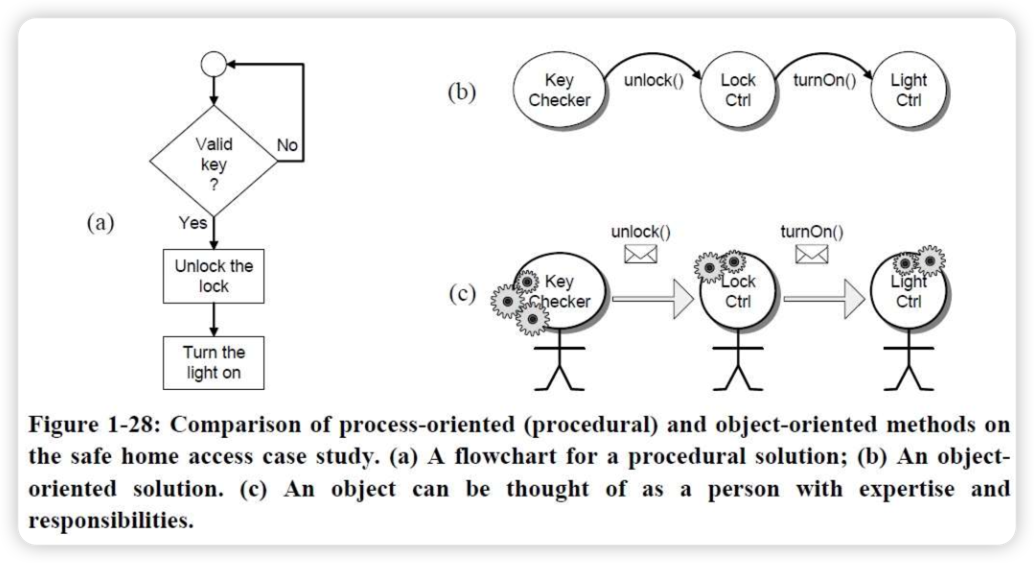 (a)
Valid
key
?
No
Yes
Unlock the
lock
Turn the
light on
(b)
Key
Checker
unlock()
Lock
Ctrl
turnOn()
Light
Ctrl
(c)
unlock()
turnOn()
Key
Checker
Lock
Ctrl
Light
Ctrl
Figure 1-28: Comparison of process-oriented (procedural) and object-oriented methods on
the safe home access case study. (a) A flowchart for a procedural solution; (b) An object-
oriented solution. (c) An object can be thought of as a person with expertise and
responsibilities.